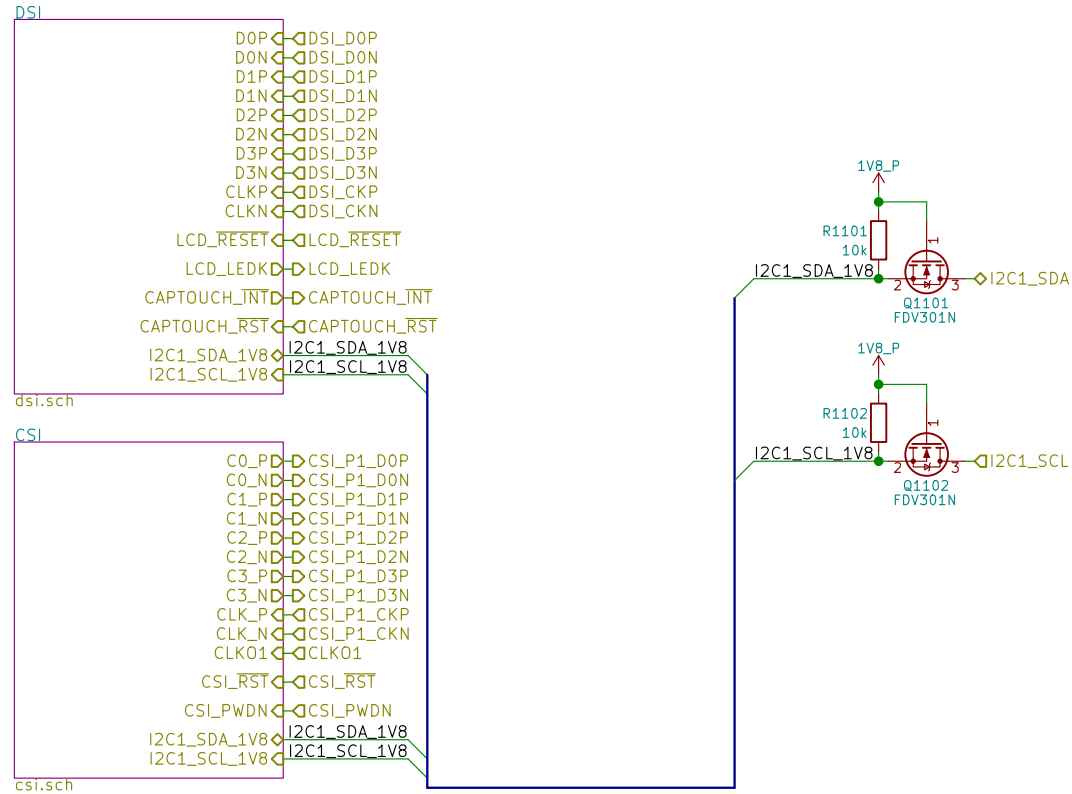 DSI
D0P DSI_D0P
D0N DSI_D0N
D1P DSI_D1P
D1N DSI_D1N
D2P DSI_D2P
D2N DSI_D2N
D3P DSI_D3P
D3N DSI_D3N
CLKP DSI_CKP
CLKN DSI_CKN
LCD_RESET LCD_RESET
LCD_LEDK LCD_LEDK
CAPTOUCH_INT CAPTOUCH_INT
CAPTOUCH_RST CAPTOUCH_RST
I2C1_SDA_1V8 I2C1_SDA_1V8
I2C1_SCL_1V8 I2C1_SCL_1V8
dsi.sch
CSI
C0_P CSI_P1_D0P
C0_N CSI_P1_D0N
C1_P CSI_P1_D1P
C1_N CSI_P1_D1N
C2_P CSI_P1_D2P
C2_N CSI_P1_D2N
C3_P CSI_P1_D3P
C3_N CSI_P1_D3N
CLK_P CSI_P1_CKP
CLK_N CSI_P1_CKN
CLKO1 CLKO1
CSI_RST CSI_RST
CSI_PWDN CSI_PWDN
I2C1_SDA_1V8 I2C1_SDA_1V8
I2C1_SCL_1V8 I2C1_SCL_1V8
csi.sch
1V8_P
R1101
10k
1
I2C1_SDA_1V8
2 3 I2C1_SDA
Q1101
FDV301N
1V8_P
R1102
10k
1
I2C1_SCL_1V8
2 3 I2C1_SCL
Q1102
FDV301N